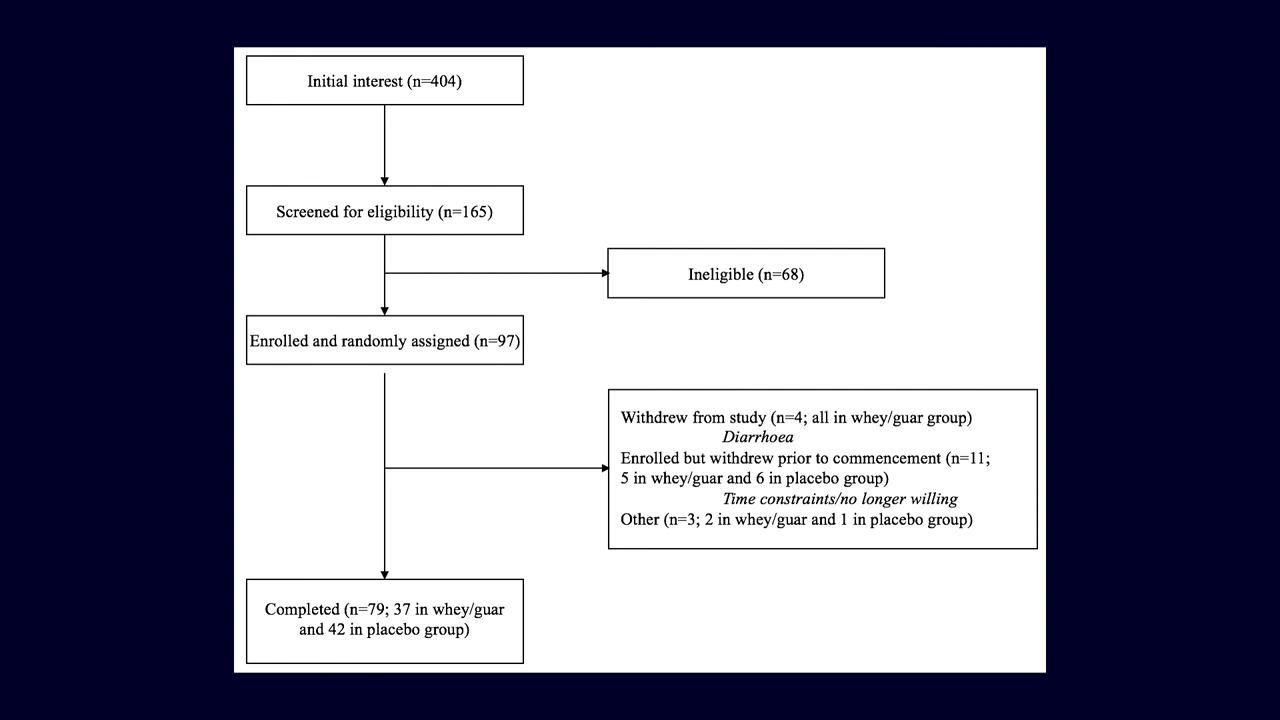 Initial interest (n=404)
Screened for eligibility (n=165)
Ineligible (n=68)
Enrolled and randomly assigned (n=97)
Withdrew from study (n=4; all in whey/guar group)
Diarrhoea
Enrolled but withdrew prior to commencement (n=11;
5 in whey/guar and 6 in placebo group)
Time constraints/no longer willing
Other (n=3; 2 in whey/guar and 1 in placebo group)
Completed (n=79; 37 in whey/guar
and 42 in placebo group)